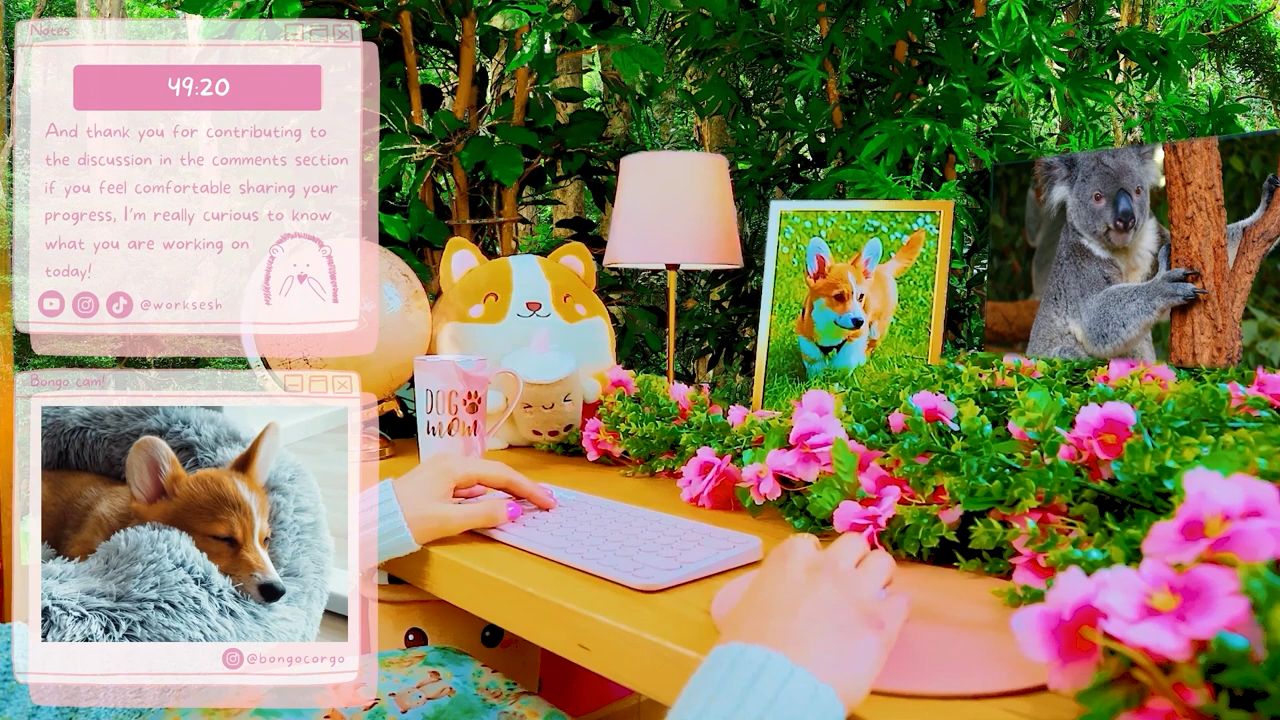 Notes
49:20
And thank you for contributing to
the discussion in the comments section
if you feel comfortable sharing your
progress, I'm really curious to know
what you are working on
today!
@worksesh
Bongo cam!
@bongocorgo
DOG
mom